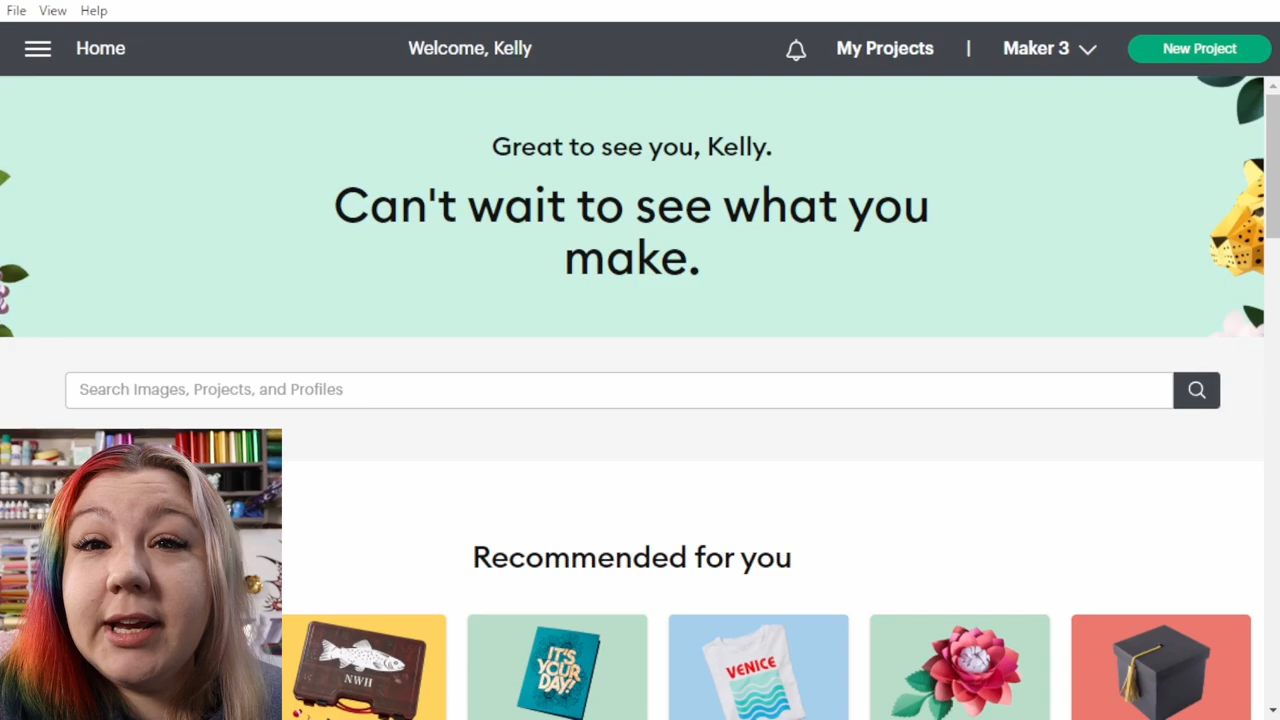 File View Help
Home Welcome, Kelly My Projects | Maker 3 New Project
Great to see you, Kelly.
Can't wait to see what you
make.
Search Images, Projects, and Profiles
Recommended for you
NWH
IT'S
YOUR
DAY!
VENICE